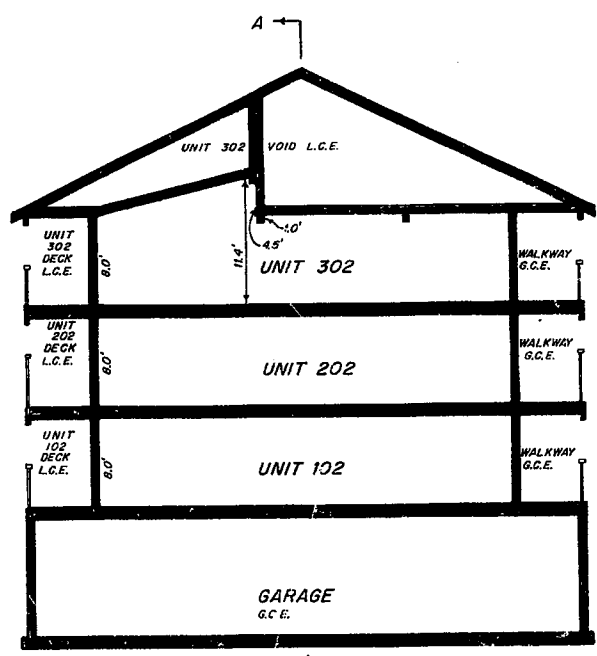 A
UNIT 302 VOID L.C.E.
UNIT
302
DECK
L.C.E.
8.0'
11.4'
4.5'
1.0'
UNIT 302
WALKWAY
G.C.E.
UNIT
202
DECK
L.C.E.
8.0'
UNIT 202
WALKWAY
G.C.E.
UNIT
102
DECK
L.C.E.
8.0'
UNIT 102
WALKWAY
G.C.E.
GARAGE
G.C E.